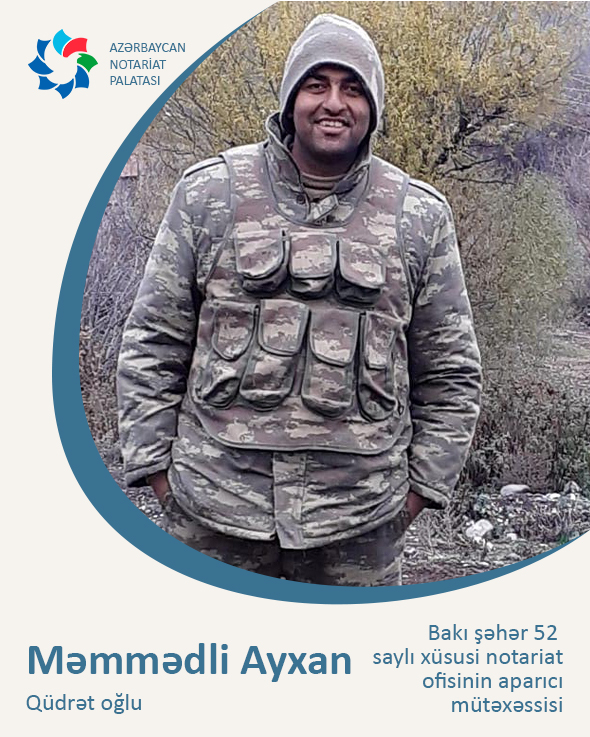 AZƏRBAYCAN
NOTARİAT
PALATASI
Məmmədli Ayxan
Qüdrət oğlu
Bakı şəhər 52
saylı xüsusi notariat
ofisinin aparıcı
mütəxəssisi